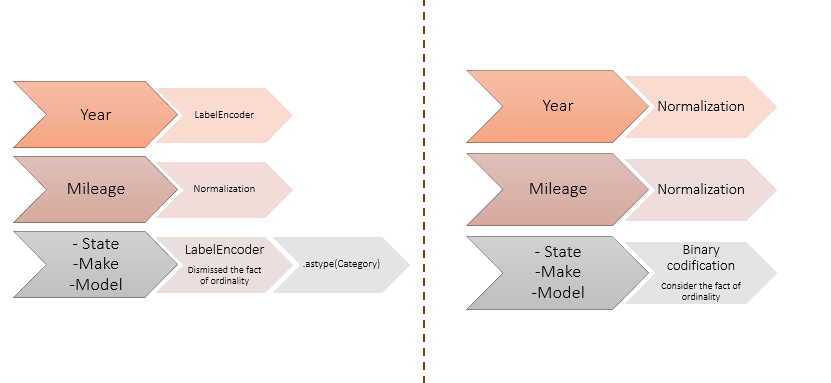 Year
LabelEncoder
Mileage
Normalization
- State
-Make
-Model
LabelEncoder
Dismissed the fact
of ordinality
.astype(Category)
Year
Normalization
Mileage
Normalization
- State
-Make
-Model
Binary
codification
Consider the fact of
ordinality